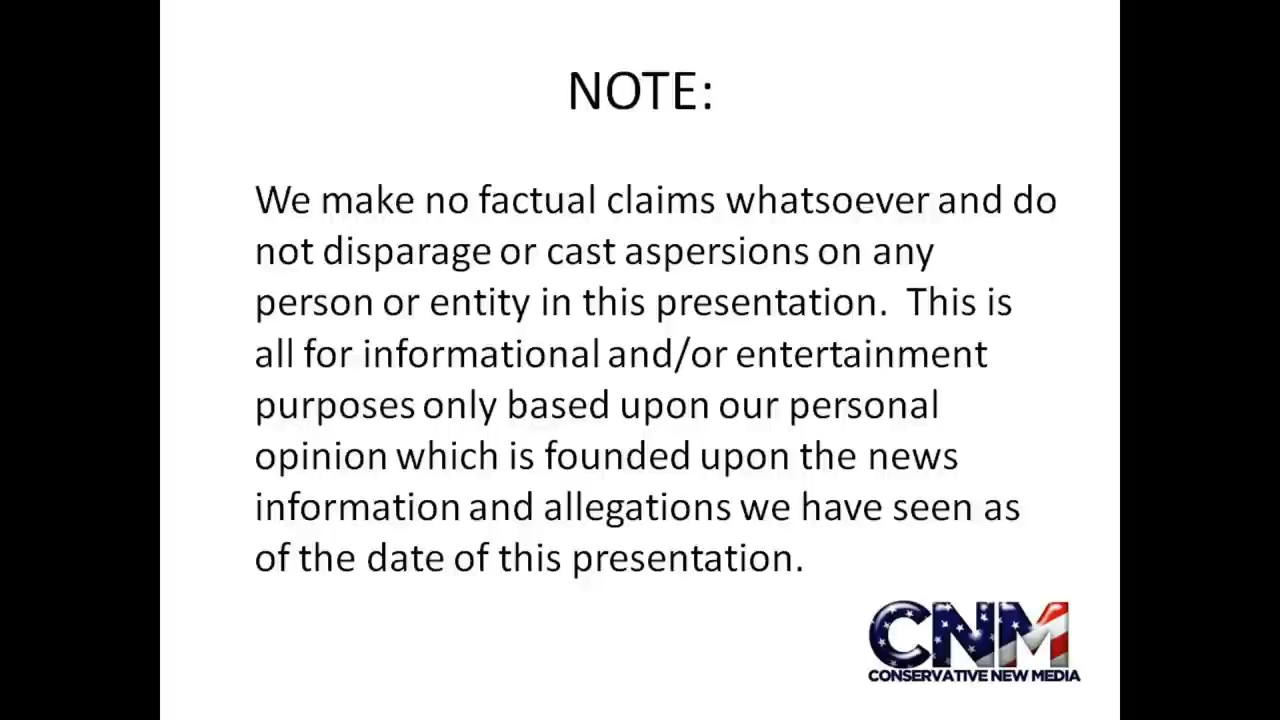 NOTE:
We make no factual claims whatsoever and do
not disparage or cast aspersions on any
person or entity in this presentation.  This is
all for informational and/or entertainment
purposes only based upon our personal
opinion which is founded upon the news
information and allegations we have seen as
of the date of this presentation.
CNM
CONSERVATIVE NEW MEDIA